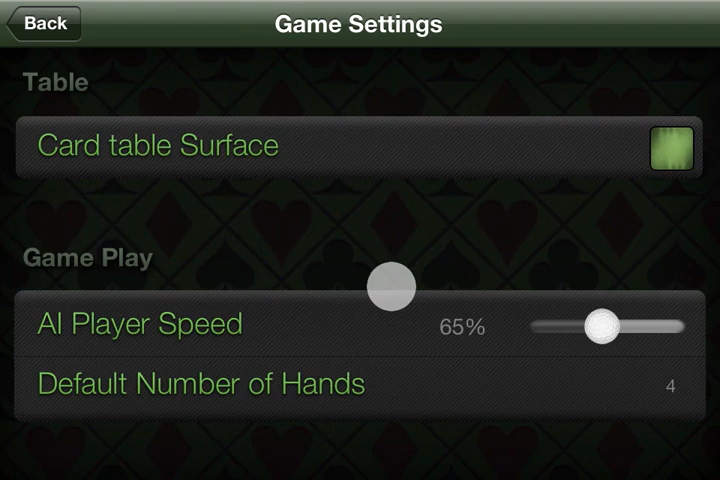 Back
Game Settings
Table
Card table Surface
Game Play
AI Player Speed 65%
Default Number of Hands 4